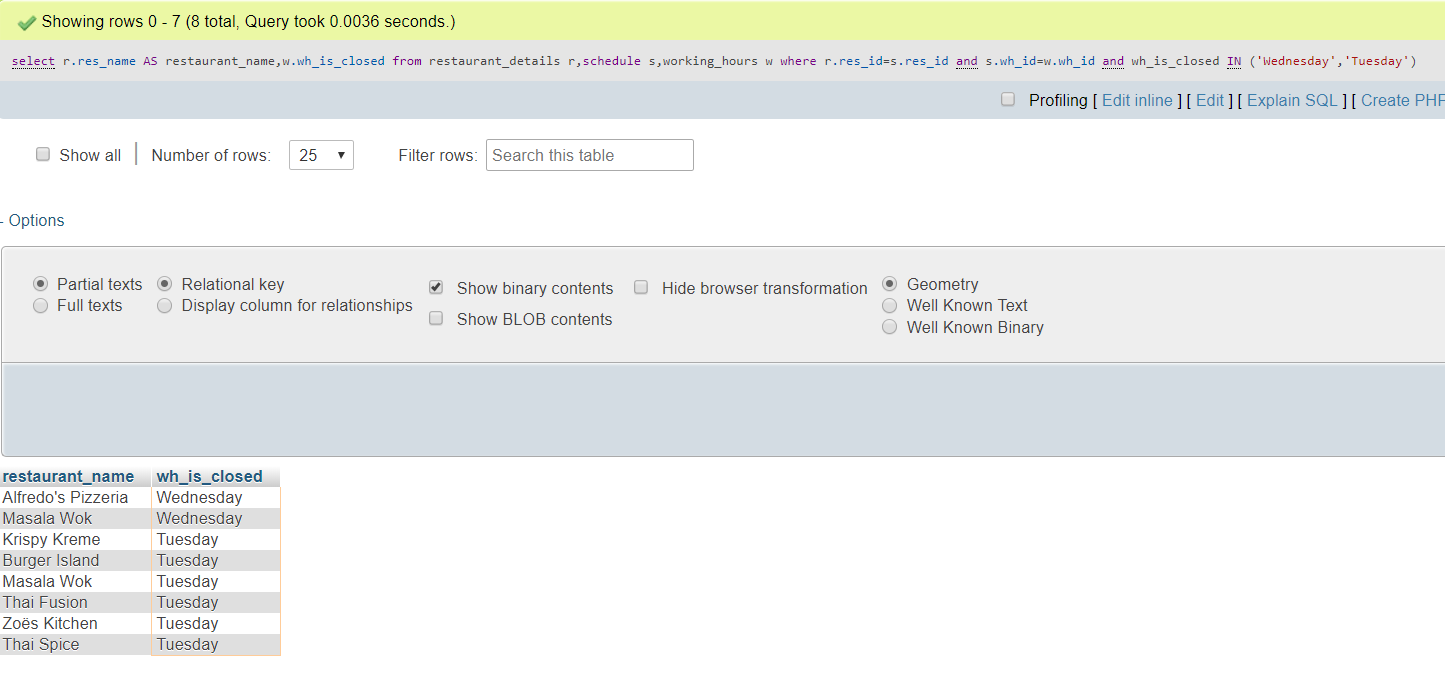 Showing rows 0 - 7 (8 total, Query took 0.0036 seconds.)
select r.res_name AS restaurant_name,w.wh_is_closed from restaurant_details r,schedule s,working_hours w where r.res_id=s.res_id and s.wh_id=w.wh_id and wh_is_closed IN ('Wednesday','Tuesday')
Profiling [ Edit inline ] [ Edit ] [ Explain SQL ] [ Create PHP
Show all | Number of rows: 25 Filter rows: Search this table
- Options
Partial texts Relational key Show binary contents Hide browser transformation Geometry
Full texts Display column for relationships Show BLOB contents Well Known Text
Well Known Binary
restaurant_name wh_is_closed
Alfredo's Pizzeria Wednesday
Masala Wok Wednesday
Krispy Kreme Tuesday
Burger Island Tuesday
Masala Wok Tuesday
Thai Fusion Tuesday
Zoës Kitchen Tuesday
Thai Spice Tuesday